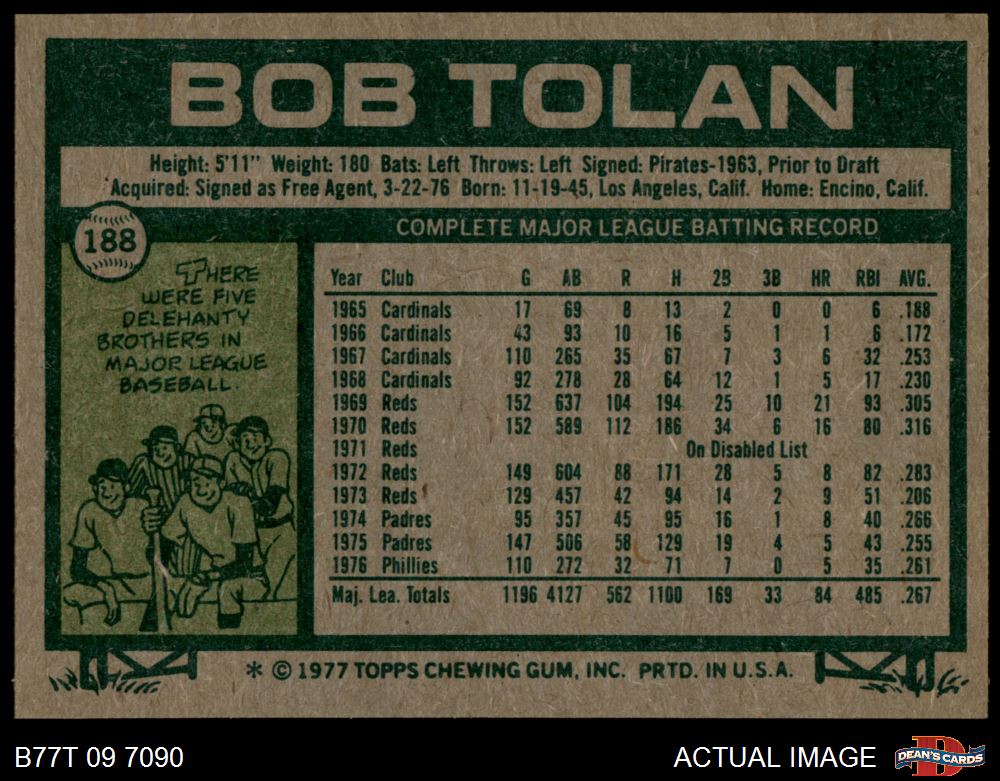 BOB TOLAN
Height: 5'11" Weight: 180 Bats: Left Throws: Left Signed: Pirates-1963, Prior to Draft
Acquired: Signed as Free Agent, 3-22-76 Born: 11-19-45, Los Angeles, Calif. Home: Encino, Calif.
188
THERE
WERE FIVE
DELEHANTY
BROTHERS IN
MAJOR LEAGUE
BASEBALL.
COMPLETE MAJOR LEAGUE BATTING RECORD
Year Club G AB R H 2B 3B HR RBI AVG.
1965 Cardinals 17 69 8 13 2 0 0 6 .188
1966 Cardinals 43 93 10 16 5 1 1 6 .172
1967 Cardinals 110 265 35 67 7 3 6 32 .253
1968 Cardinals 92 278 28 64 12 1 5 17 .230
1969 Reds 152 637 104 194 25 10 21 93 .305
1970 Reds 152 589 112 186 34 6 16 80 .316
1971 Reds On Disabled List
1972 Reds 149 604 88 171 28 5 8 82 .283
1973 Reds 129 457 42 94 14 2 9 51 .206
1974 Padres 95 357 45 95 16 1 8 40 .266
1975 Padres 147 506 58 129 19 4 5 43 .255
1976 Phillies 110 272 32 71 7 0 5 35 .261
Maj. Lea. Totals 1196 4127 562 1100 169 33 84 485 .267
* © 1977 TOPPS CHEWING GUM, INC. PRTD. IN U.S.A.
B77T 09 7090
ACTUAL IMAGE
D
DEAN'S CARDS